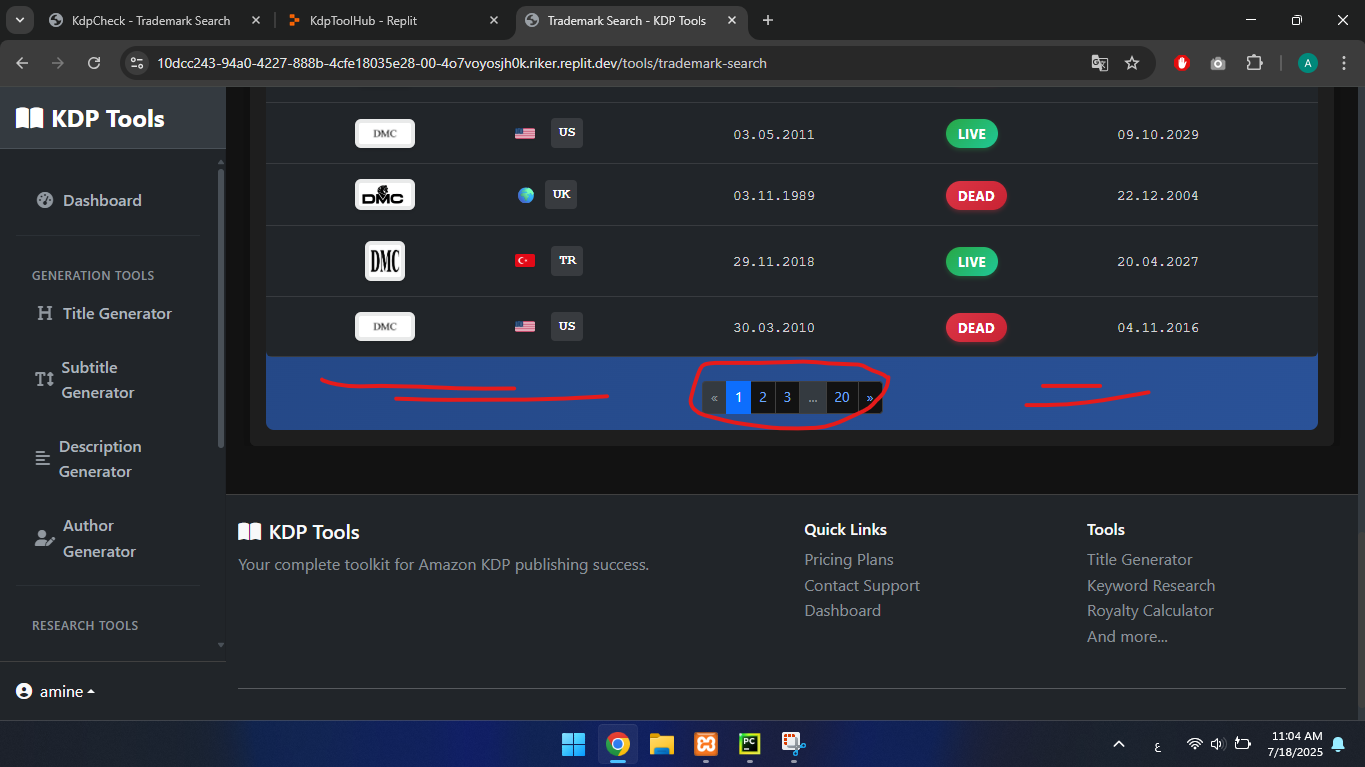 KdpCheck - Trademark Search
KdpToolHub - Replit
Trademark Search - KDP Tools
10dcc243-94a0-4227-888b-4cfe18035e28-00-4o7voyosjh0k.riker.replit.dev/tools/trademark-search
A
KDP Tools
Dashboard
GENERATION TOOLS
Title Generator
Subtitle
Generator
Description
Generator
Author
Generator
RESEARCH TOOLS
amine
DMC US 03.05.2011 LIVE 09.10.2029
DMC UK 03.11.1989 DEAD 22.12.2004
DMC TR 29.11.2018 LIVE 20.04.2027
DMC US 30.03.2010 DEAD 04.11.2016
« 1 2 3 ... 20 »
KDP Tools
Your complete toolkit for Amazon KDP publishing success.
Quick Links
Pricing Plans
Contact Support
Dashboard
Tools
Title Generator
Keyword Research
Royalty Calculator
And more...
PC
ع
11:04 AM
7/18/2025